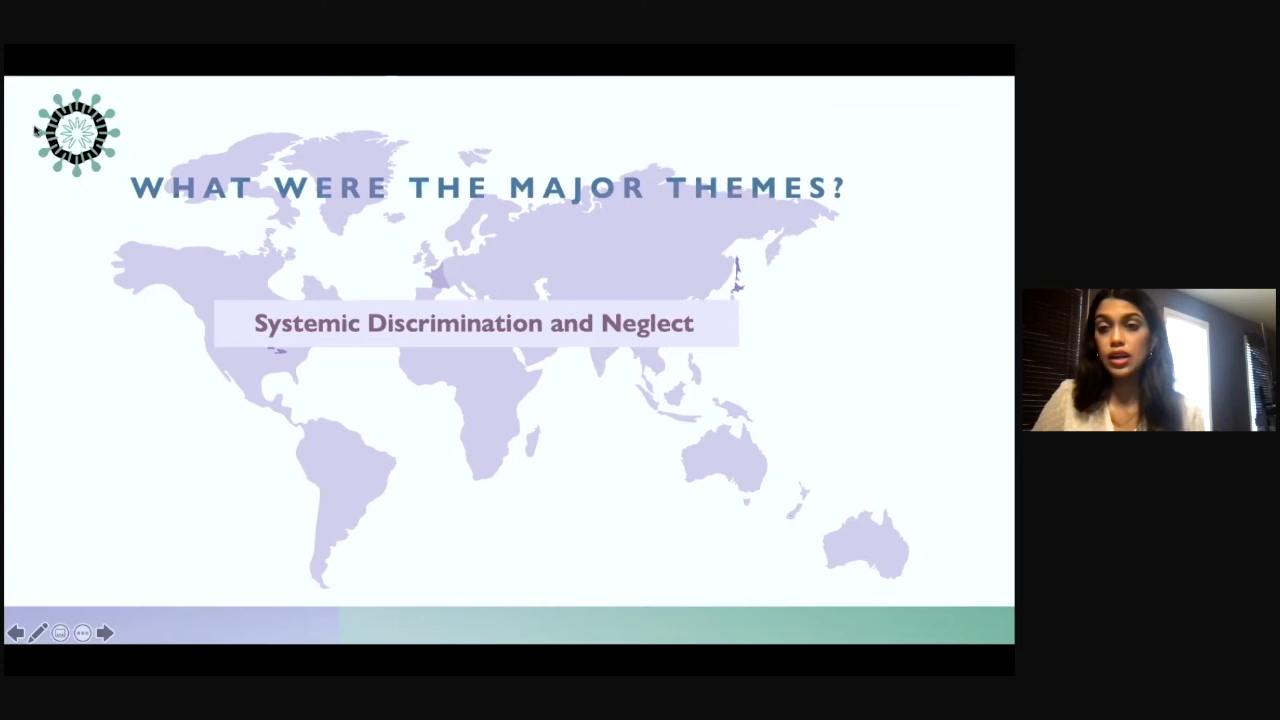 WHAT WERE THE MAJOR THEMES?
Systemic Discrimination and Neglect